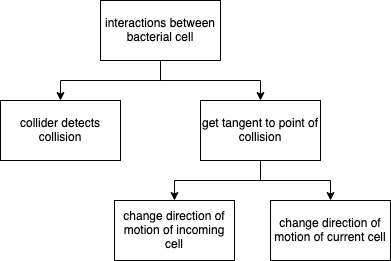 interactions between
bacterial cell
collider detects
collision
get tangent to point of
collision
change direction of
motion of incoming
cell
change direction of
motion of current cell